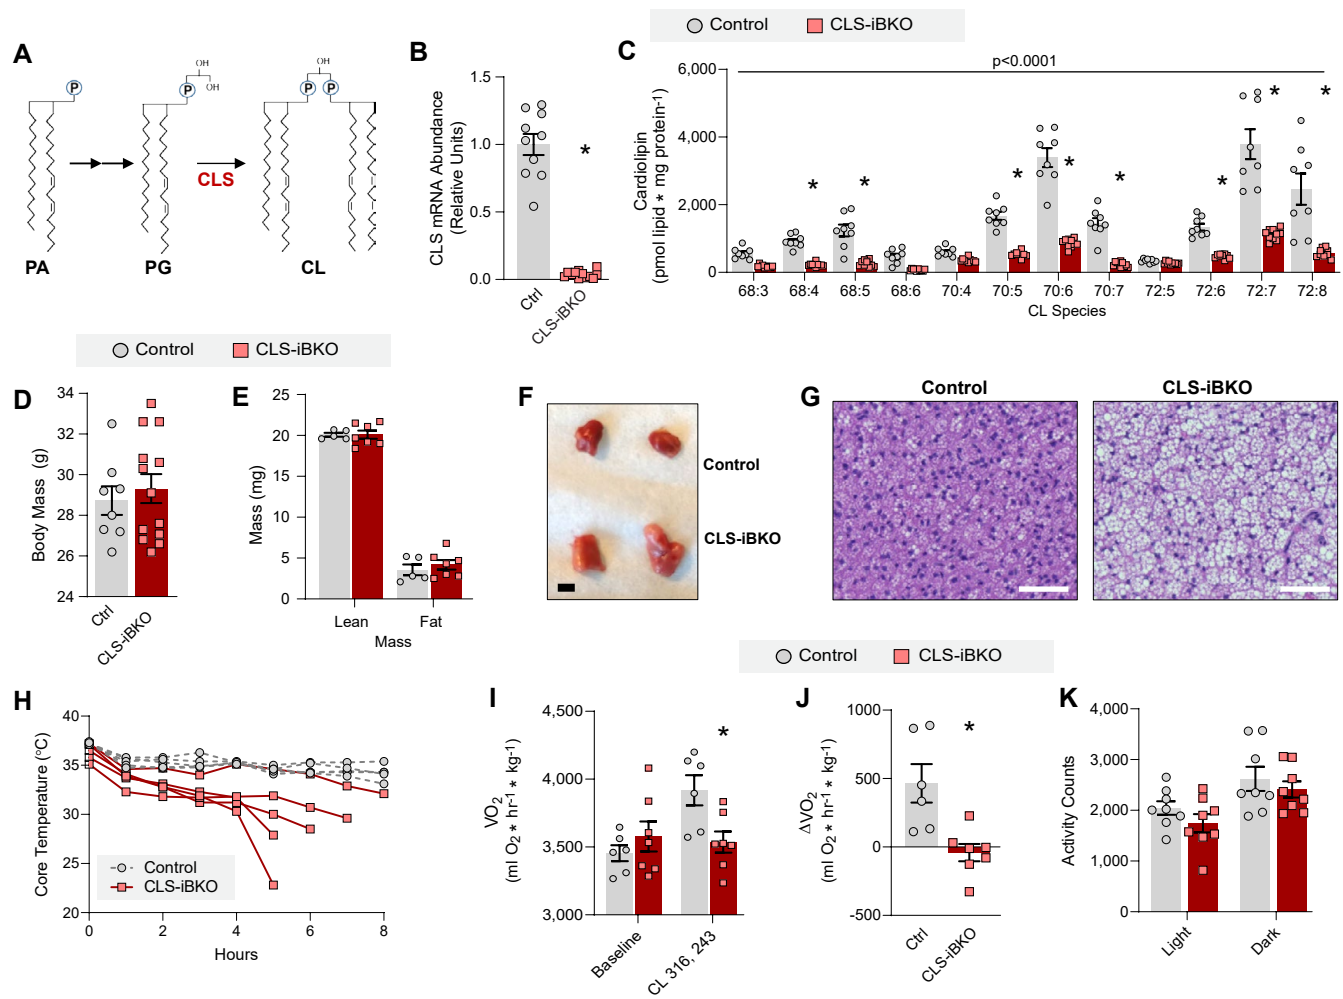 Control
CLS-iBKO
A
OH
OH
OH
P
P
P
P
CLS
PA
PG
CL
B
CLS mRNA Abundance
(Relative Units)
1.5
1.0
0.5
0.0
*
Ctrl
CLS-iBKO
C
Cardiolipin
(pmol lipid * mg protein-1)
6,000
4,000
2,000
0
p<0.0001
* * * * * * * *
68:3 68:4 68:5 68:6 70:4 70:5 70:6 70:7 72:5 72:6 72:7 72:8
CL Species
Control
CLS-iBKO
D
Body Mass (g)
34
32
30
28
26
24
Ctrl
CLS-iBKO
E
Mass (mg)
25
20
15
10
5
0
Lean Fat
Mass
F
Control
CLS-iBKO
G
Control
CLS-iBKO
Control
CLS-iBKO
H
Core Temperature (°C)
40
35
30
25
20
Control
CLS-iBKO
0 2 4 6 8
Hours
I
VO2
(ml O2 * hr-1 * kg-1)
4,500
4,000
3,500
3,000
*
Baseline
CL 316, 243
J
ΔVO2
(ml O2 * hr-1 * kg-1)
1000
500
0
-500
*
Ctrl
CLS-iBKO
K
Activity Counts
4,000
3,000
2,000
1,000
0
Light
Dark